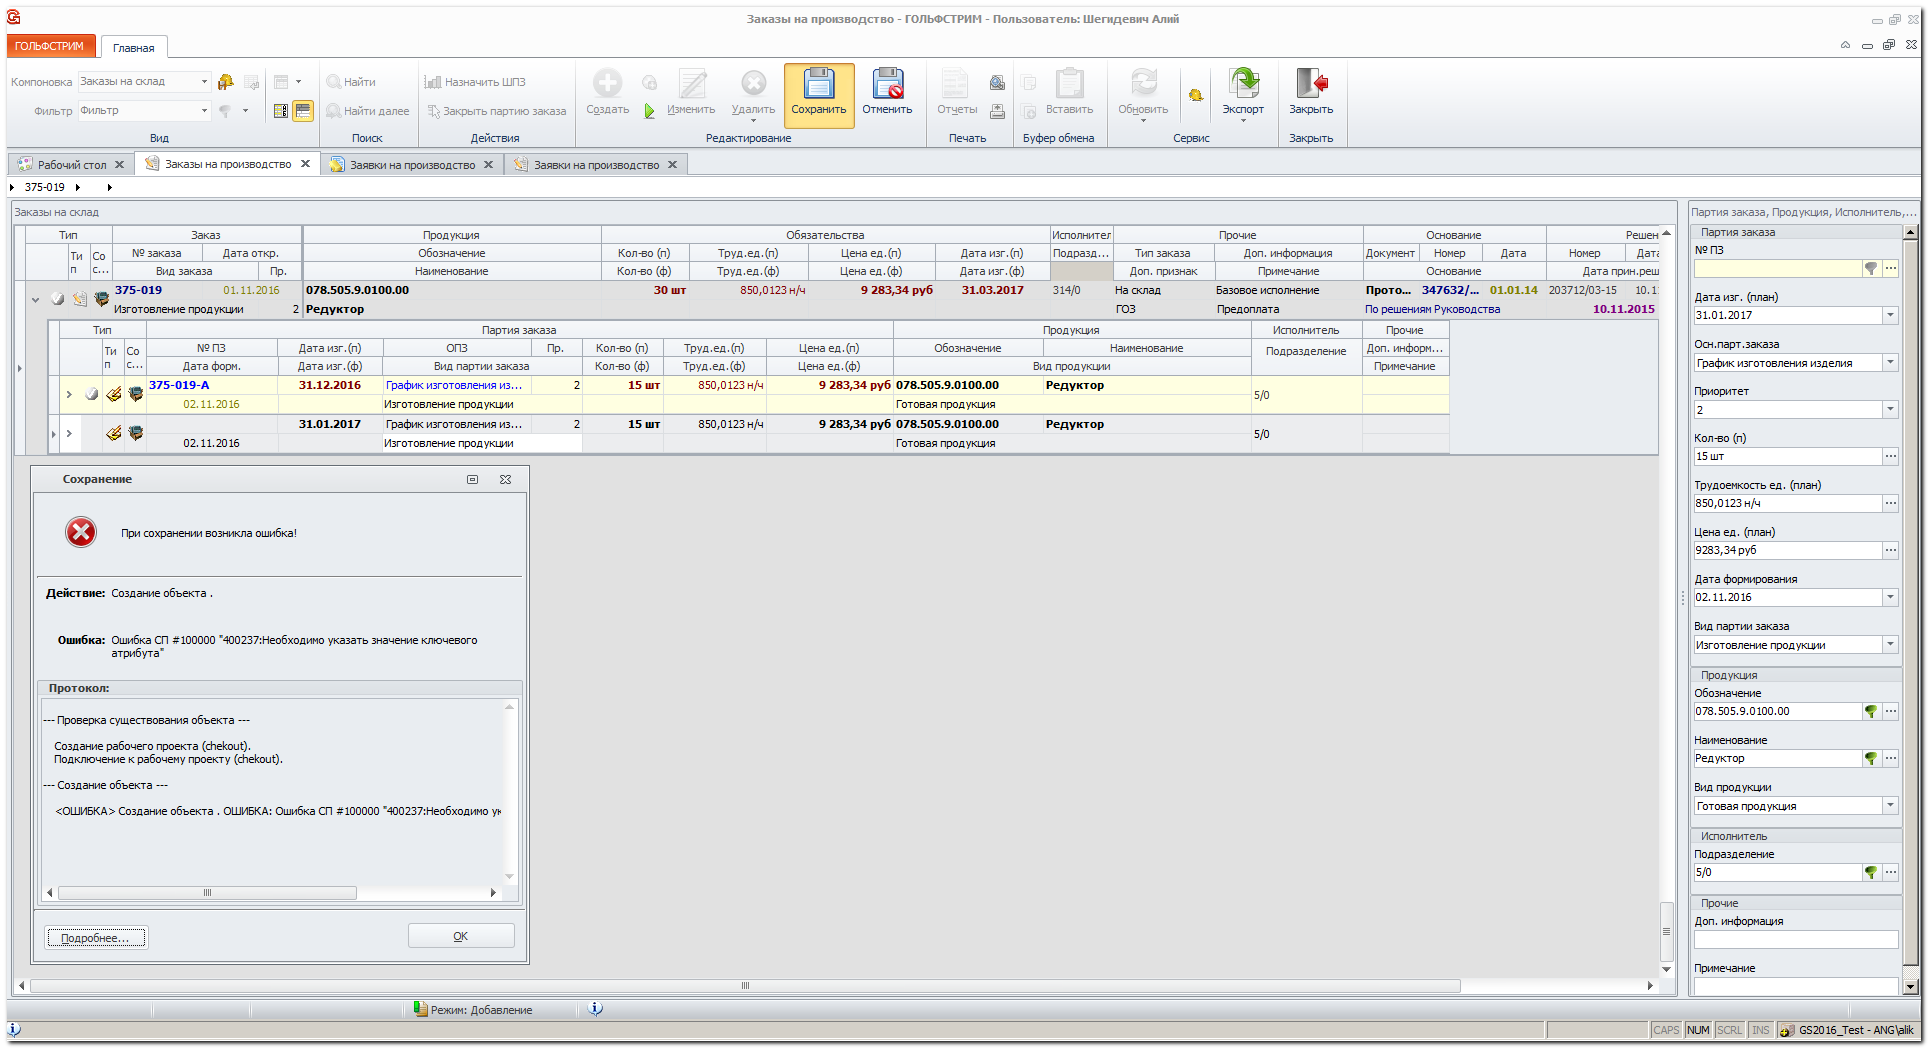 Заказы на производство - ГОЛЬФСТРИМ - Пользователь: Шегидевич Алий
ГОЛЬФСТРИМ
Главная
Компоновка
Заказы на склад
Фильтр
Фильтр
Вид
Найти
Найти далее
Поиск
Назначить ШПЗ
Закрыть партию заказа
Действия
Создать
Изменить
Удалить
Сохранить
Отменить
Редактирование
Отчеты
Печать
Вставить
Буфер обмена
Обновить
Сервис
Экспорт
Закрыть
Закрыть
Рабочий стол
Заказы на производство
Заявки на производство
Заявки на производство
375-019
Заказы на склад
Тип
Заказ
Продукция
Обязательства
Исполнител
Прочие
Основание
Решен
Ти п
Со с...
№ заказа
Дата откр.
Обозначение
Кол-во (п)
Труд.ед.(п)
Цена ед.(п)
Дата изг.(п)
Подразд...
Тип заказа
Доп. информация
Документ
Номер
Дата
Номер
Дата
Вид заказа
Пр.
Наименование
Кол-во (ф)
Труд.ед.(ф)
Цена ед.(ф)
Дата изг.(ф)
Доп. признак
Примечание
Основание
Дата прин.реш
375-019
01.11.2016
078.505.9.0100.00
30 шт
850,0123 н/ч
9 283,34 руб
31.03.2017
314/0
На склад
Базовое исполнение
Прото...
347632/...
01.01.14
203712/03-15
10.1
Изготовление продукции
2
Редуктор
ГОЗ
Предоплата
По решениям Руководства
10.11.2015
Тип
Партия заказа
Продукция
Исполнитель
Прочие
Ти п
Со с...
№ ПЗ
Дата изг.(п)
ОПЗ
Пр.
Кол-во (п)
Труд.ед.(п)
Цена ед.(п)
Обозначение
Наименование
Подразделение
Доп. информ...
Дата форм.
Дата изг.(ф)
Вид партии заказа
Кол-во (ф)
Труд.ед.(ф)
Цена ед.(ф)
Вид продукции
Примечание
375-019-А
31.12.2016
График изготовления из...
2
15 шт
850,0123 н/ч
9 283,34 руб
078.505.9.0100.00
Редуктор
5/0
02.11.2016
Изготовление продукции
Готовая продукция
31.01.2017
График изготовления из...
2
15 шт
850,0123 н/ч
9 283,34 руб
078.505.9.0100.00
Редуктор
5/0
02.11.2016
Изготовление продукции
Готовая продукция
Сохранение
При сохранении возникла ошибка!
Действие: Создание объекта .
Ошибка: Ошибка СП #100000 "400237:Необходимо указать значение ключевого
атрибута"
Протокол:
--- Проверка существования объекта ---
Создание рабочего проекта (chekout).
Подключение к рабочему проекту (chekout).
--- Создание объекта ---
<ОШИБКА> Создание объекта . ОШИБКА: Ошибка СП #100000 "400237:Необходимо ук
Подробнее...
OK
Партия заказа, Продукция, Исполнитель,...
Партия заказа
№ ПЗ
Дата изг. (план)
31.01.2017
Осн.парт.заказа
График изготовления изделия
Приоритет
2
Кол-во (п)
15 шт
Трудоемкость ед. (план)
850,0123 н/ч
Цена ед. (план)
9283,34 руб
Дата формирования
02.11.2016
Вид партии заказа
Изготовление продукции
Продукция
Обозначение
078.505.9.0100.00
Наименование
Редуктор
Вид продукции
Готовая продукция
Исполнитель
Подразделение
5/0
Прочие
Доп. информация
Примечание
Режим: Добавление
CAPS NUM SCRL INS GS2016_Test - ANG\alik